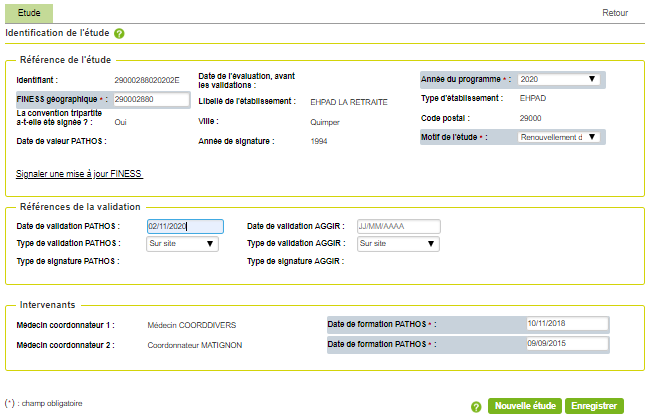 Etude Retour
Identification de l'étude ?
Référence de l'étude
Identifiant : 29000288020202E Date de l'évaluation, avant les validations : Année du programme * : 2020
FINESS géographique * : 290002880 Libellé de l'établissement : EHPAD LA RETRAITE Type d'établissement : EHPAD
La convention tripartite a-t-elle été signée ? : Oui Ville : Quimper Code postal : 29000
Date de valeur PATHOS : Année de signature : 1994 Motif de l'étude * : Renouvellement d
Signaler une mise à jour FINESS
Références de la validation
Date de validation PATHOS : 02/11/2020 Date de validation AGGIR : JJ/MM/AAAA
Type de validation PATHOS : Sur site Type de validation AGGIR : Sur site
Type de signature PATHOS : Type de signature AGGIR :
Intervenants
Médecin coordonnateur 1 : Médecin COORDDIVERS Date de formation PATHOS * : 10/11/2018
Médecin coordonnateur 2 : Coordonnateur MATIGNON Date de formation PATHOS * : 09/09/2015
(*) : champ obligatoire ? Nouvelle étude Enregistrer